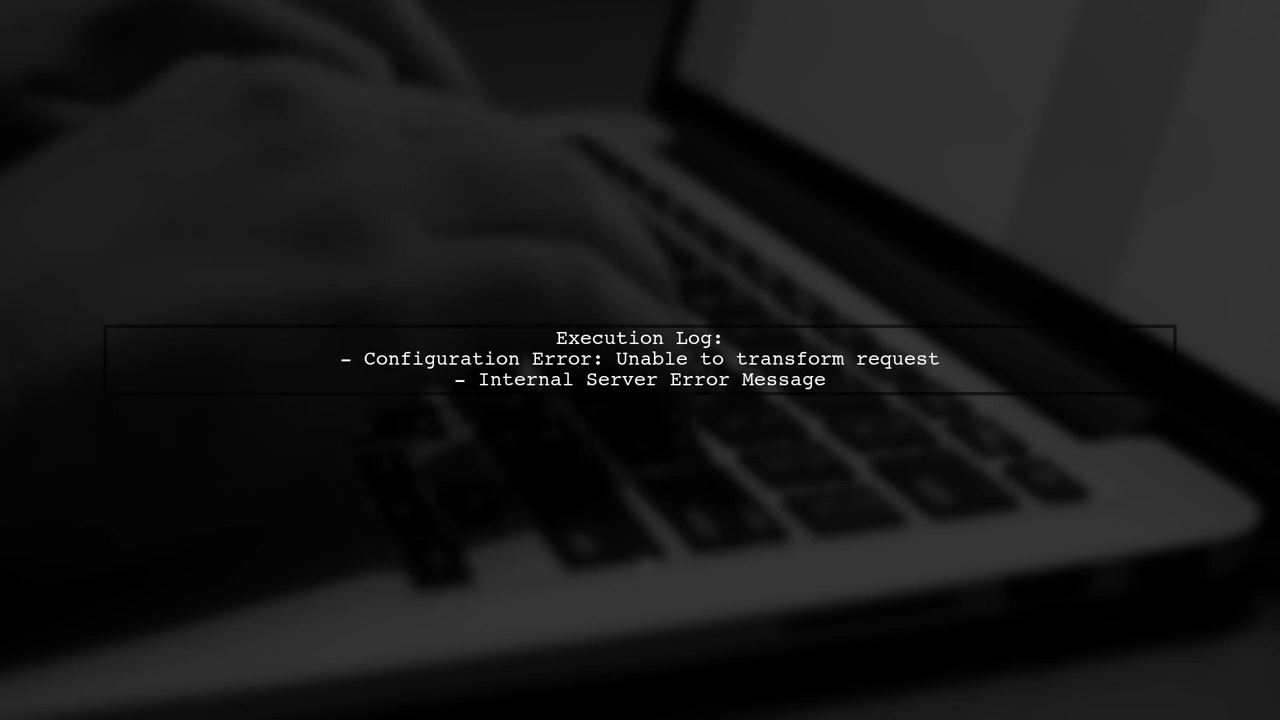 Execution Log:
- Configuration Error: Unable to transform request
- Internal Server Error Message